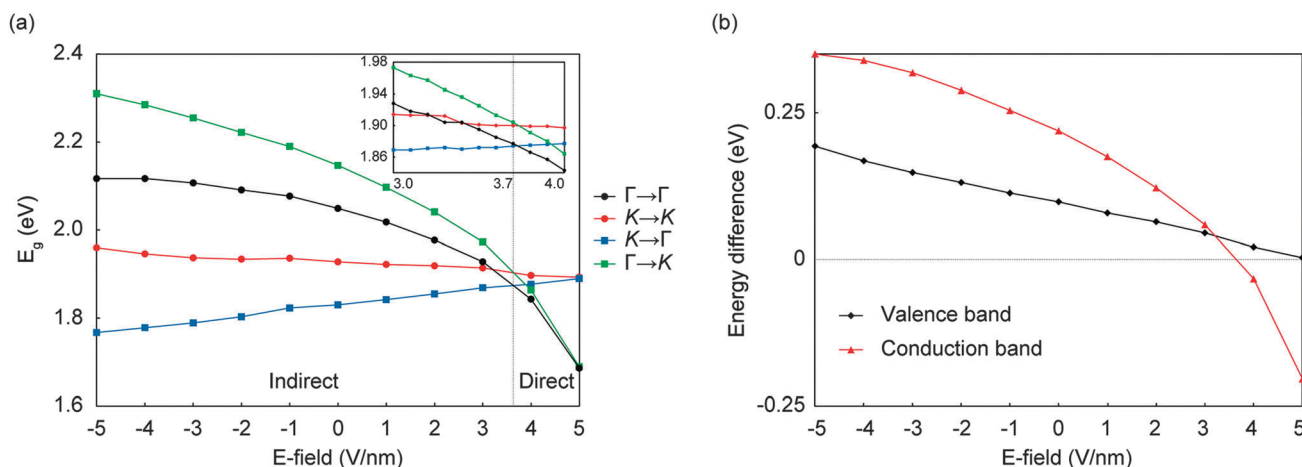 (a)
2.4
2.2
2.0
1.8
1.6
E_g (eV)
-5 -4 -3 -2 -1 0 1 2 3 4 5
E-field (V/nm)
Indirect
Direct
1.98
1.94
1.90
1.86
3.0 3.7 4.0
Γ→Γ
K→K
K→Γ
Γ→K
(b)
0.25
0
-0.25
Energy difference (eV)
Valence band
Conduction band
-5 -4 -3 -2 -1 0 1 2 3 4 5
E-field (V/nm)